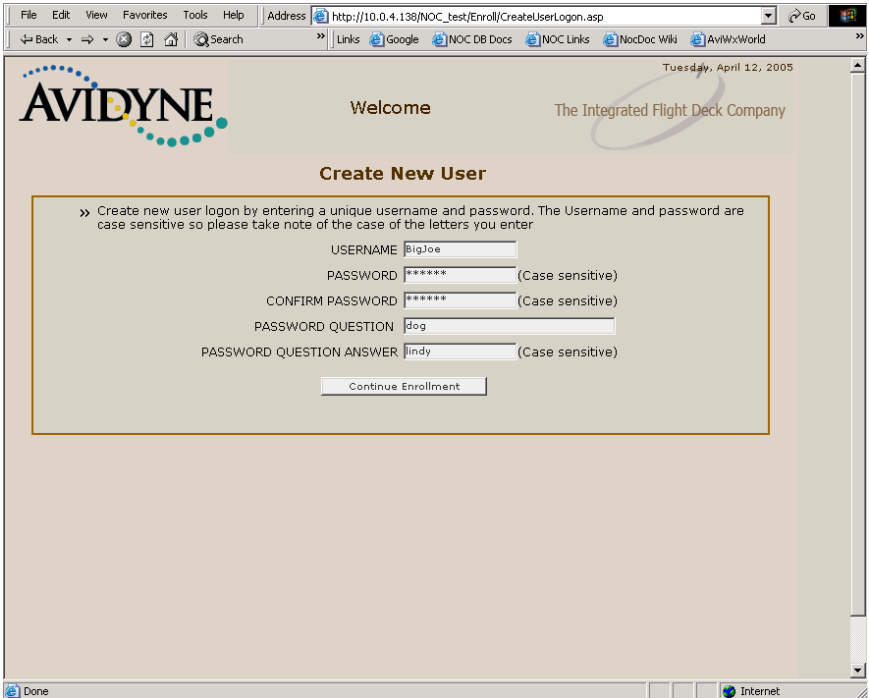 File Edit View Favorites Tools Help Address http://10.0.4.138/NOC_test/Enroll/CreateUserLogon.asp Go
Back Search » Links Google NOC DB Docs NOC Links NocDoc Wiki AviWxWorld »
Tuesday, April 12, 2005
AVIDYNE Welcome The Integrated Flight Deck Company
Create New User
» Create new user logon by entering a unique username and password. The Username and password are
case sensitive so please take note of the case of the letters you enter
USERNAME BigJoe
PASSWORD ****** (Case sensitive)
CONFIRM PASSWORD ****** (Case sensitive)
PASSWORD QUESTION dog
PASSWORD QUESTION ANSWER lindy (Case sensitive)
Continue Enrollment
Done Internet